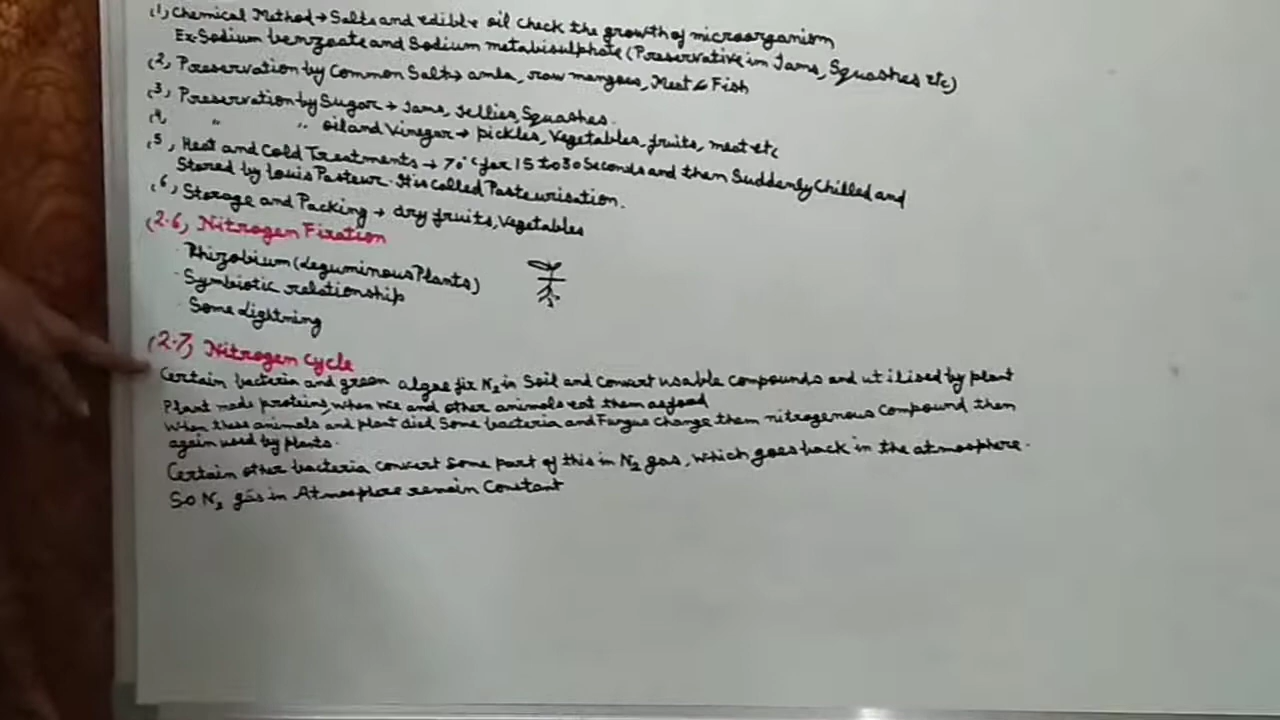 (1) Chemical Method → Salts and edible oil check the growth of microorganism
Ex-Sodium benzoate and Sodium metabisulphate (Preservative in Jams, Squashes etc)
(2) Preservation by Common Salt → amla, raw mangoes, Meat & Fish
(3) Preservation by Sugar → Jams, Jellies, Squashes.
(4) " " oil and Vinegar → pickles, Vegetables, fruits, meat etc
(5) Heat and Cold Treatments → 70°C for 15 to 30 Seconds and then Suddenly Chilled and
Stored by Louis Pasteur. It is called Pasteurisation.
(6) Storage and Packing → dry fruits, Vegetables
(2.6) Nitrogen Fixation
· Rhizobium (Leguminous Plants)
· Symbiotic relationship
· Some Lightning
(2.7) Nitrogen Cycle
Certain bacteria and green algae fix N₂ in Soil and Convert usable compounds and utilised by plant
Plant made proteins, when we and other animals eat them as food
When these animals and plant died Some bacteria and Fungus change them nitrogenous compound then
again used by plants.
Certain other bacteria convert Some part of this in N₂ gas, which goes back in the atmosphere.
So N₂ gas in Atmosphere remain Constant